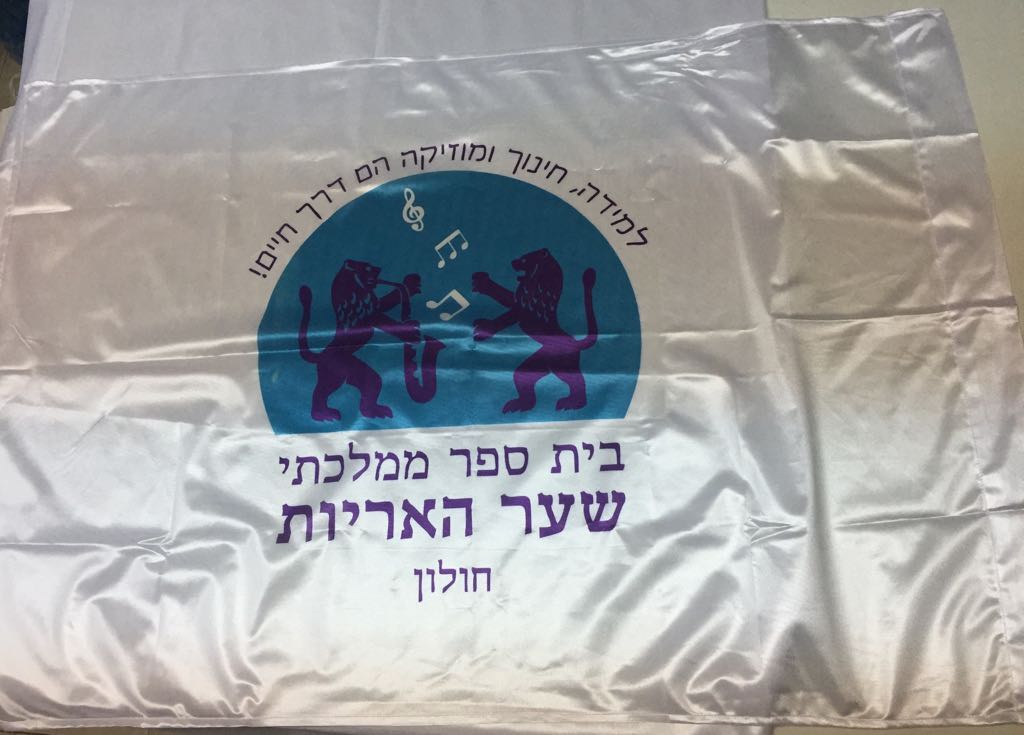 למידה, חינוך ומוזיקה הם דרך חיים!
בית ספר ממלכתי
שער האריות
חולון